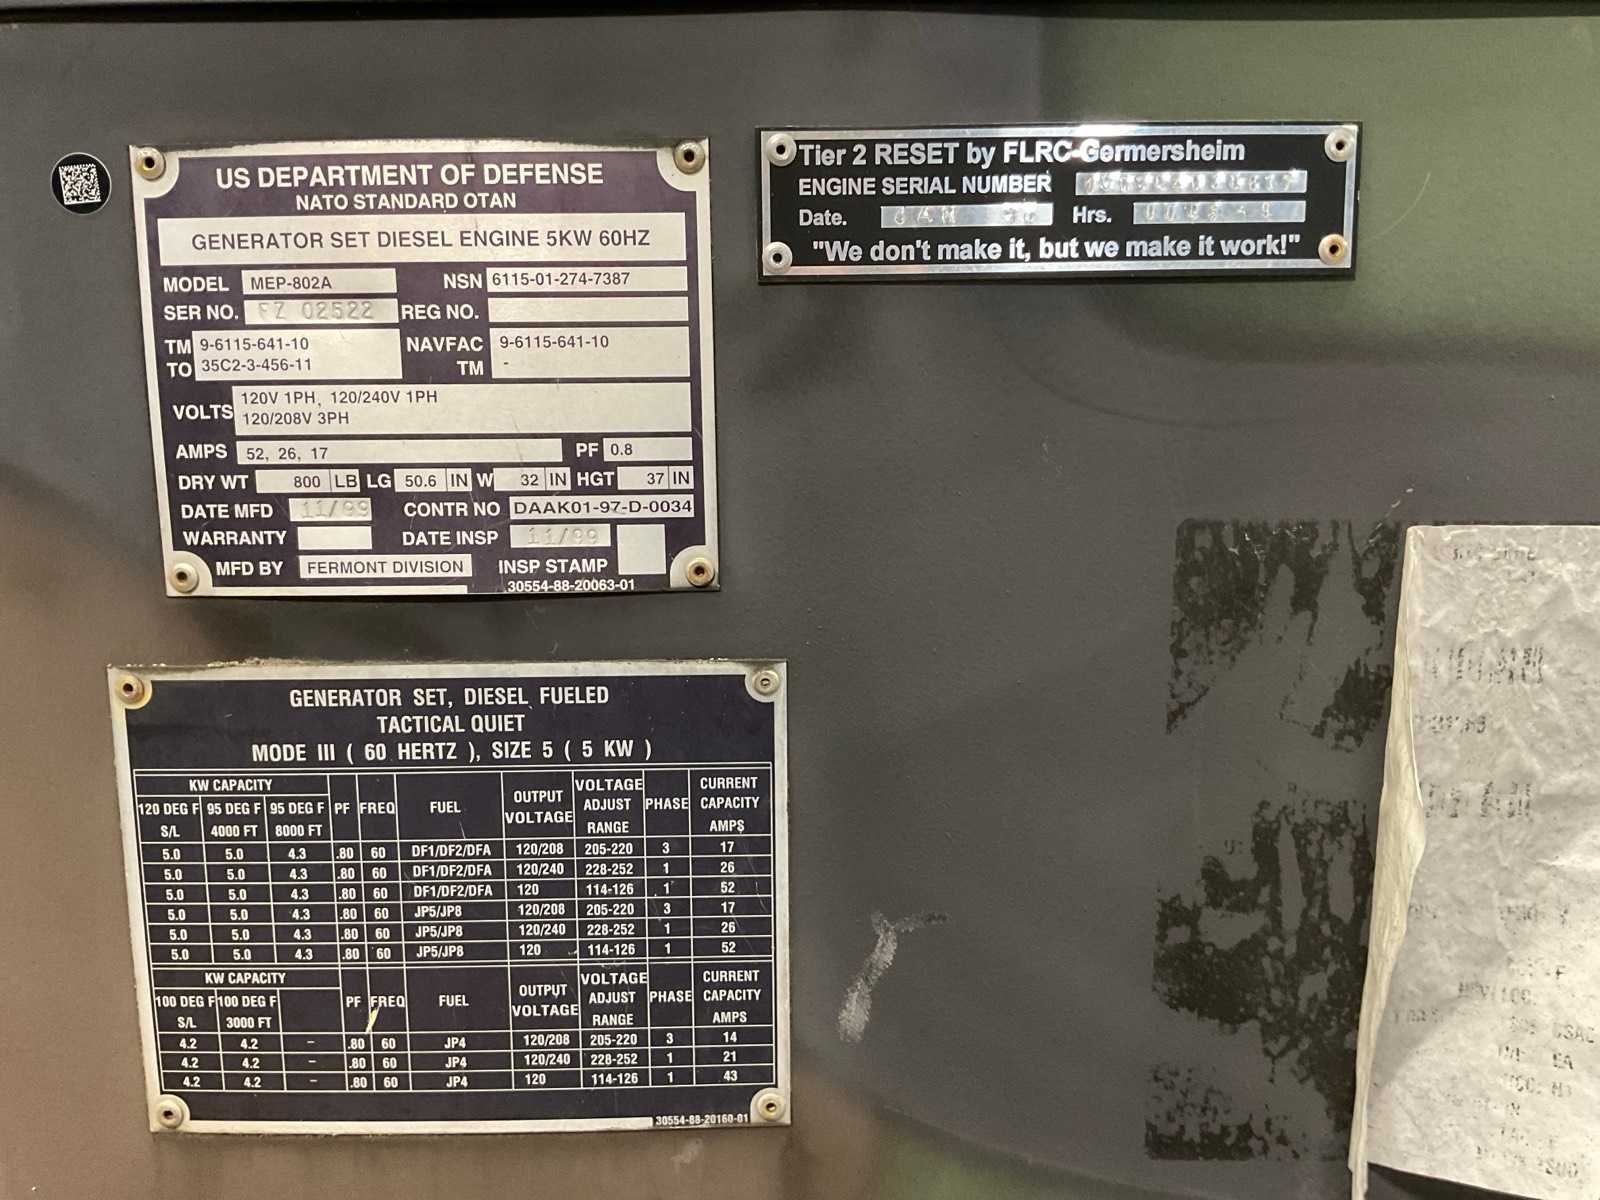 US DEPARTMENT OF DEFENSE
NATO STANDARD OTAN
GENERATOR SET DIESEL ENGINE 5KW 60HZ
MODEL MEP-802A NSN 6115-01-274-7387
SER NO. FZ 02522 REG NO.
TM 9-6115-641-10 NAVFAC 9-6115-641-10
TO 35C2-3-456-11 TM -
VOLTS 120V 1PH, 120/240V 1PH
120/208V 3PH
AMPS 52, 26, 17 PF 0.8
DRY WT 800 LB LG 50.6 IN W 32 IN HGT 37 IN
DATE MFD 11/99 CONTR NO DAAK01-97-D-0034
WARRANTY DATE INSP 11/99
MFD BY FERMONT DIVISION INSP STAMP
30554-88-20063-01
Tier 2 RESET by FLRC-Germersheim
ENGINE SERIAL NUMBER
Date. JAN Hrs.
"We don't make it, but we make it work!"
GENERATOR SET, DIESEL FUELED
TACTICAL QUIET
MODE III ( 60 HERTZ ), SIZE 5 ( 5 KW )
KW CAPACITY PF FREQ FUEL OUTPUT VOLTAGE VOLTAGE ADJUST RANGE PHASE CURRENT CAPACITY AMPS
120 DEG F S/L 95 DEG F 4000 FT 95 DEG F 8000 FT
5.0 5.0 4.3 .80 60 DF1/DF2/DFA 120/208 205-220 3 17
5.0 5.0 4.3 .80 60 DF1/DF2/DFA 120/240 228-252 1 26
5.0 5.0 4.3 .80 60 DF1/DF2/DFA 120 114-126 1 52
5.0 5.0 4.3 .80 60 JP5/JP8 120/208 205-220 3 17
5.0 5.0 4.3 .80 60 JP5/JP8 120/240 228-252 1 26
5.0 5.0 4.3 .80 60 JP5/JP8 120 114-126 1 52
KW CAPACITY PF FREQ FUEL OUTPUT VOLTAGE VOLTAGE ADJUST RANGE PHASE CURRENT CAPACITY AMPS
100 DEG F S/L 100 DEG F 3000 FT
4.2 4.2 - .80 60 JP4 120/208 205-220 3 14
4.2 4.2 - .80 60 JP4 120/240 228-252 1 21
4.2 4.2 - .80 60 JP4 120 114-126 1 43
30554-88-20160-01